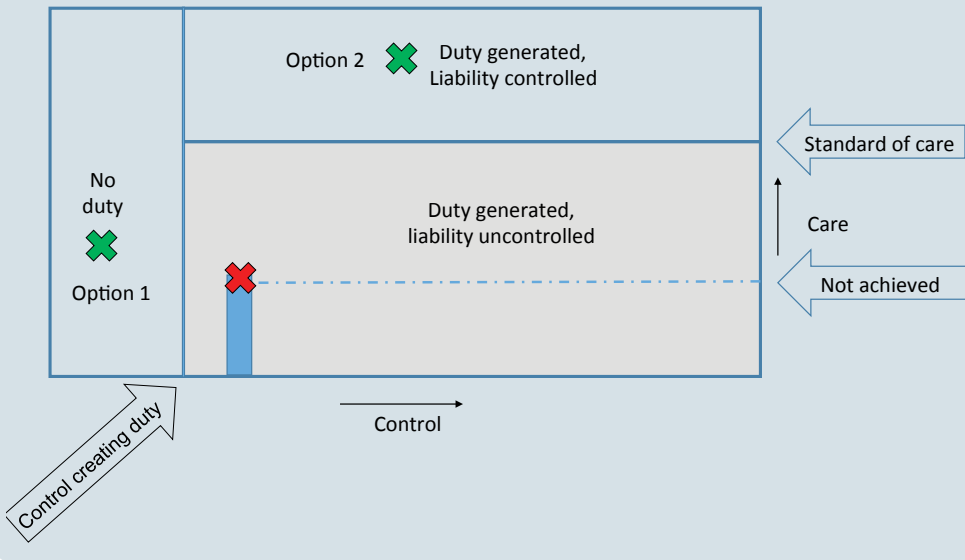 Option 2
Duty generated,
Liability controlled
Standard of care
No
duty
Option 1
Duty generated,
liability uncontrolled
Care
Not achieved
Control
Control creating duty